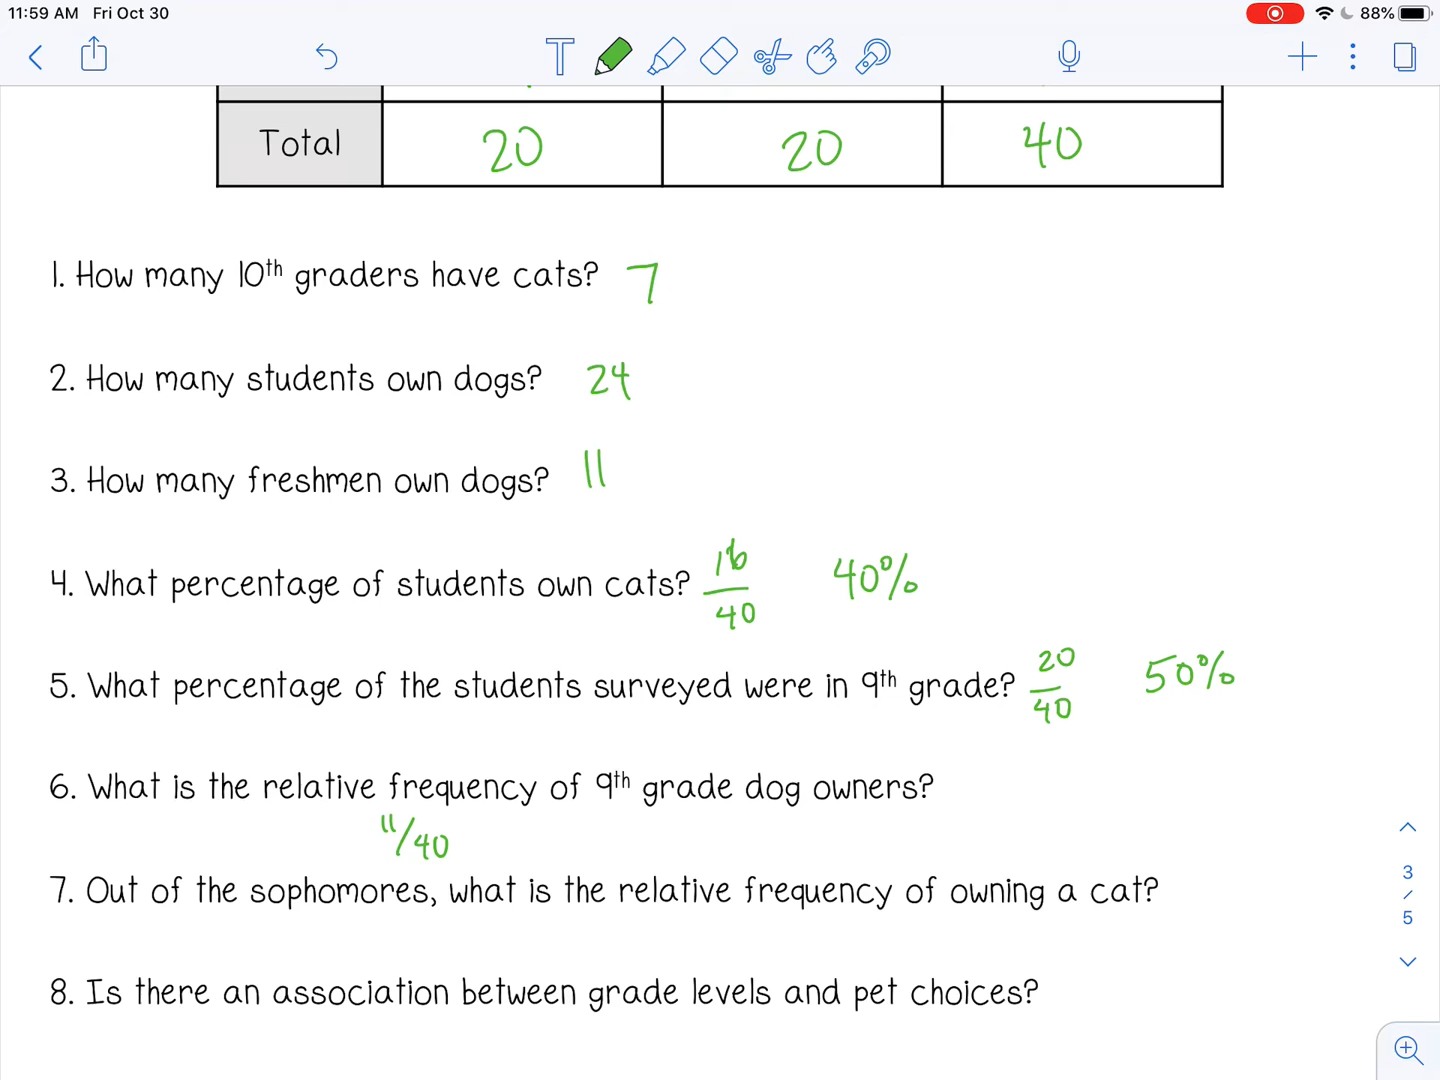 11:59 AM Fri Oct 30 88%
T
Total 20 20 40
1. How many 10th graders have cats? 7
2. How many students own dogs? 24
3. How many freshmen own dogs? 11
4. What percentage of students own cats? 16/40 40%
5. What percentage of the students surveyed were in 9th grade? 20/40 50%
6. What is the relative frequency of 9th grade dog owners?
11/40
7. Out of the sophomores, what is the relative frequency of owning a cat?
8. Is there an association between grade levels and pet choices?
3
/
5